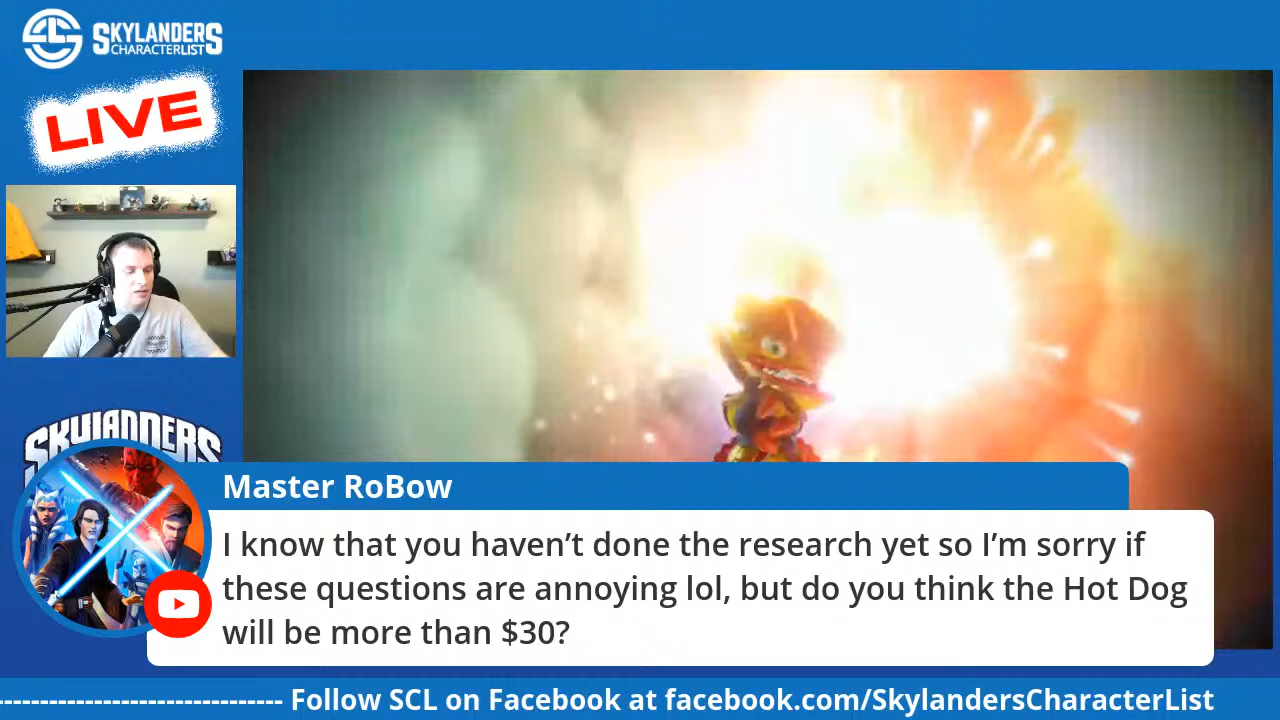 SKYLANDERS
CHARACTERLIST
LIVE
SKYLANDERS
Master RoBow
I know that you haven't done the research yet so I'm sorry if
these questions are annoying lol, but do you think the Hot Dog
will be more than $30?
------------------------------ Follow SCL on Facebook at facebook.com/SkylandersCharacterList